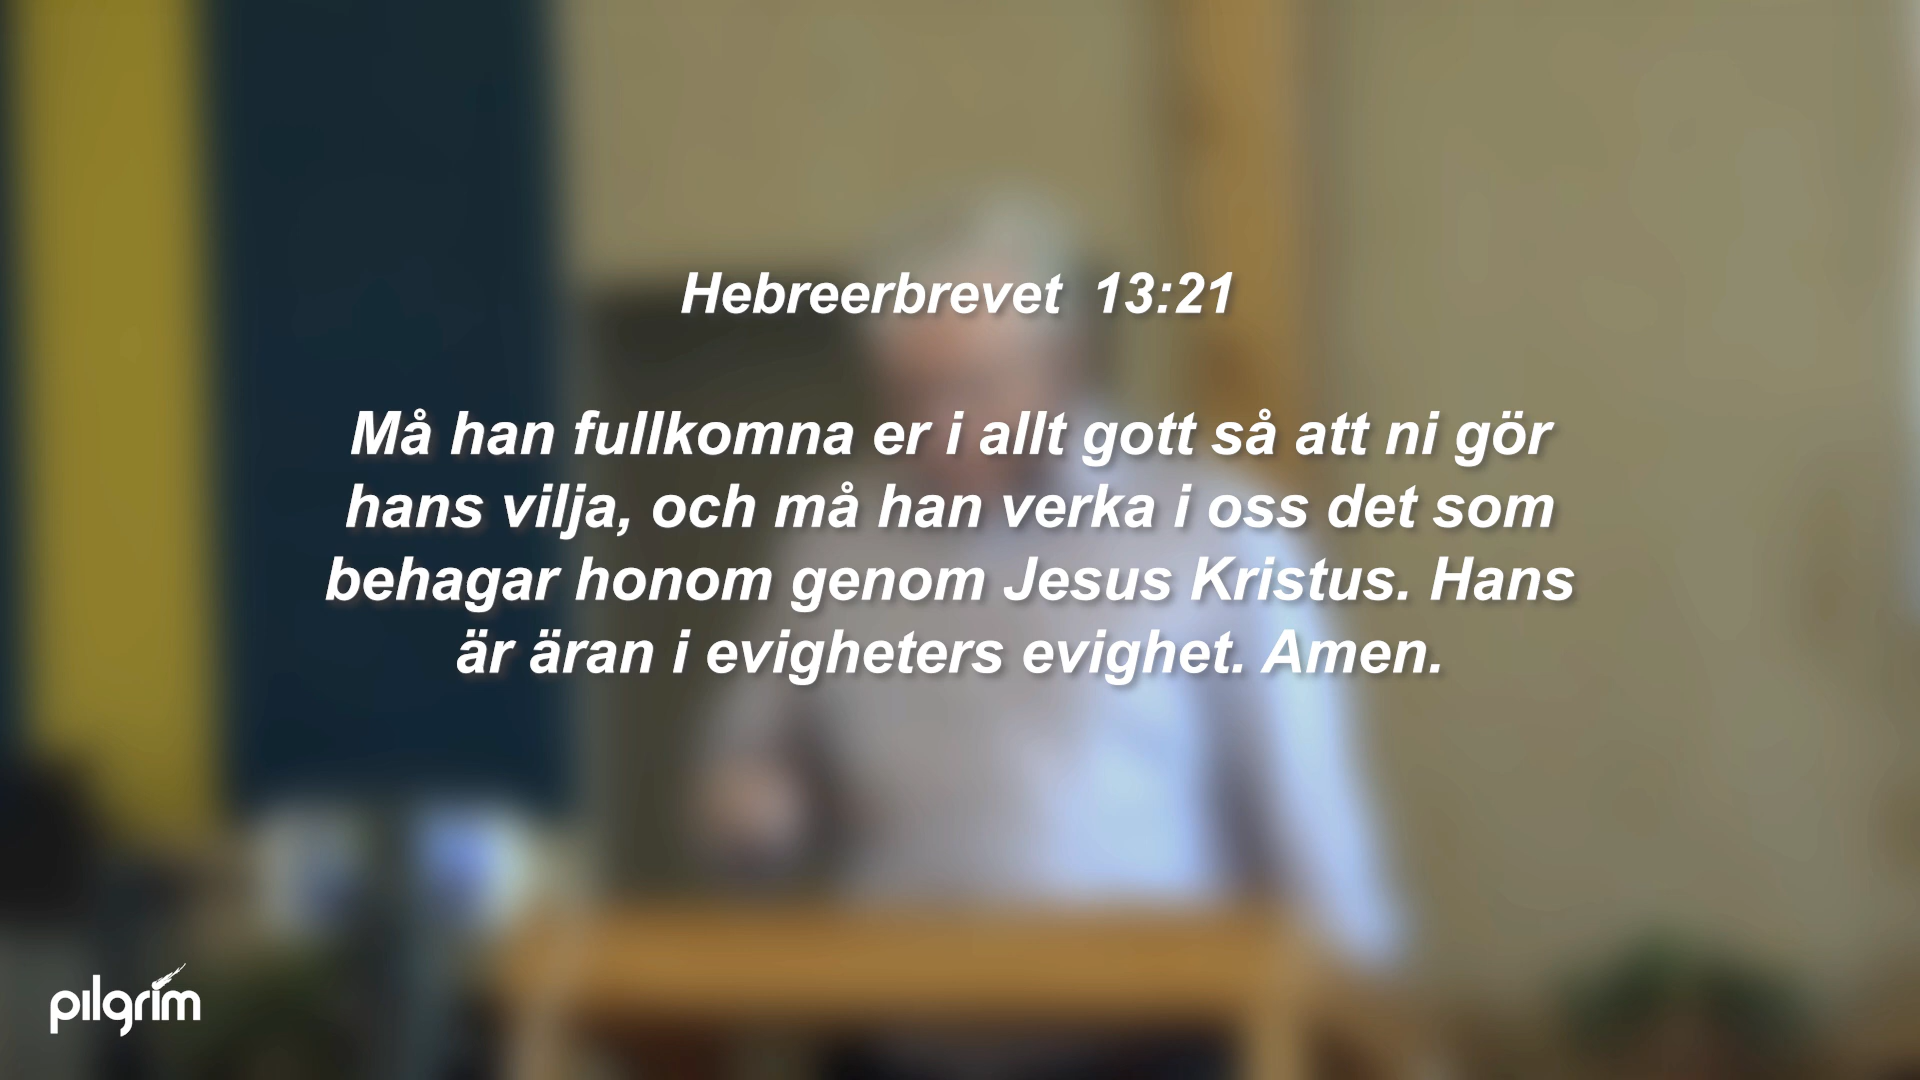 Hebreerbrevet 13:21
Må han fullkomna er i allt gott så att ni gör
hans vilja, och må han verka i oss det som
behagar honom genom Jesus Kristus. Hans
är äran i evigheters evighet. Amen.
pilgrim